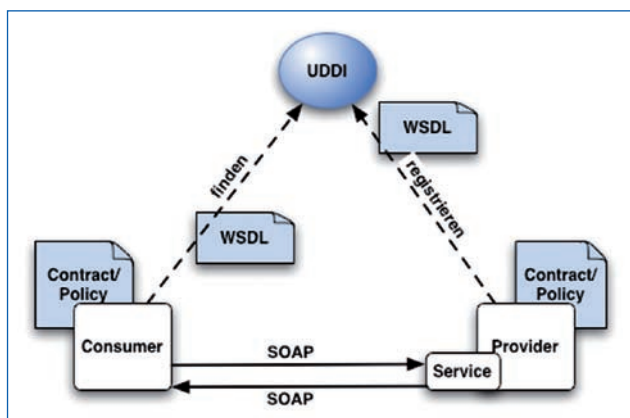 UDDI
WSDL
finden
registrieren
WSDL
Contract/
Policy
Contract/
Policy
Consumer
SOAP
Provider
Service
SOAP